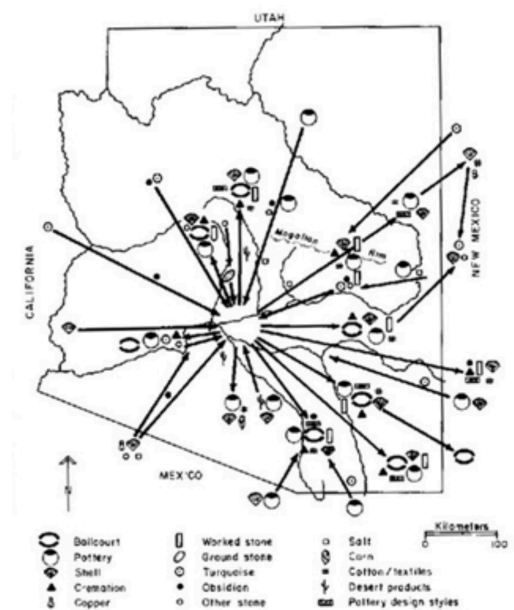 UTAH
CALIFORNIA
NEW MEXICO
Mogollon Rim
MEXICO
N
Ballcourt
Pottery
Shell
Cremation
Copper
Worked stone
Ground stone
Turquoise
Obsidian
Other stone
Salt
Corn
Cotton/textiles
Desert products
Pottery design styles
Kilometers
0 100